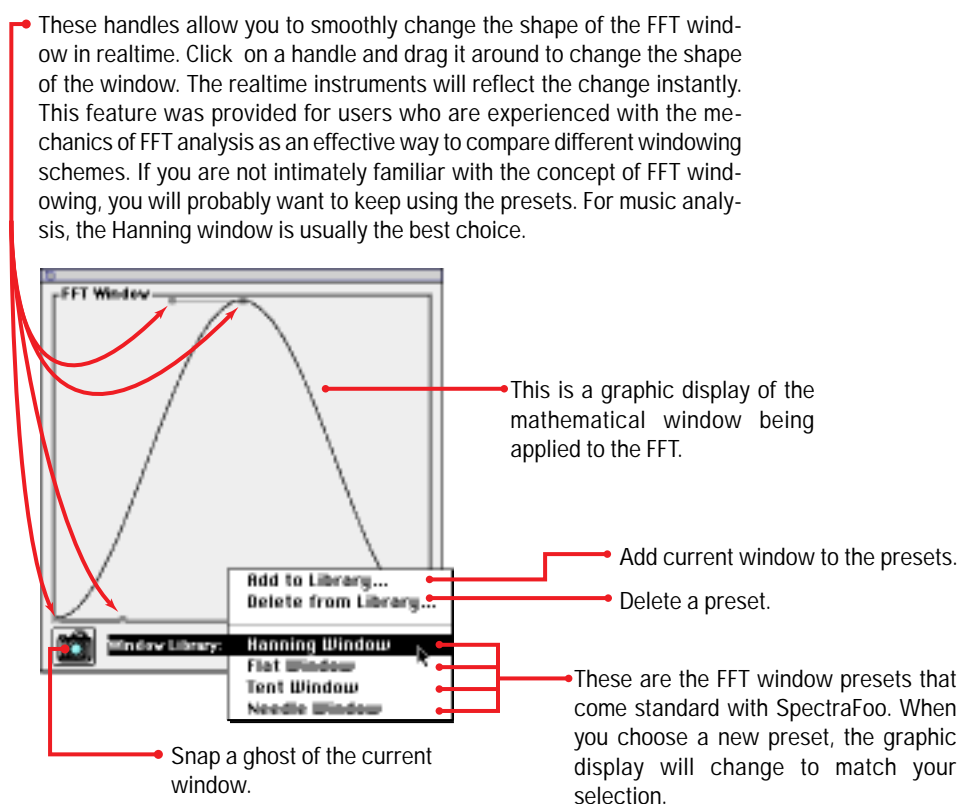 These handles allow you to smoothly change the shape of the FFT wind-
ow in realtime. Click on a handle and drag it around to change the shape
of the window. The realtime instruments will reflect the change instantly.
This feature was provided for users who are experienced with the me-
chanics of FFT analysis as an effective way to compare different windowing
schemes. If you are not intimately familiar with the concept of FFT wind-
owing, you will probably want to keep using the presets. For music analy-
sis, the Hanning window is usually the best choice.
FFT Window
This is a graphic display of the
mathematical window being
applied to the FFT.
Add to Library...
Delete from Library...
Add current window to the presets.
Delete a preset.
Window Library:
Hanning Window
Flat Window
Tent Window
Needle Window
These are the FFT window presets that
come standard with SpectraFoo. When
you choose a new preset, the graphic
display will change to match your
selection.
Snap a ghost of the current
window.